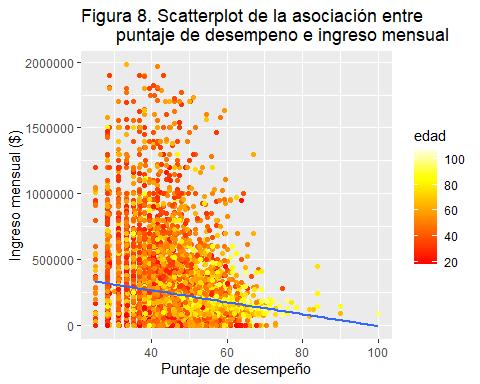 Figura 8. Scatterplot de la asociación entre
puntaje de desempeno e ingreso mensual
2000000
1500000
1000000
500000
0
Ingreso mensual ($)
40
60
80
100
Puntaje de desempeño
edad
100
80
60
40
20